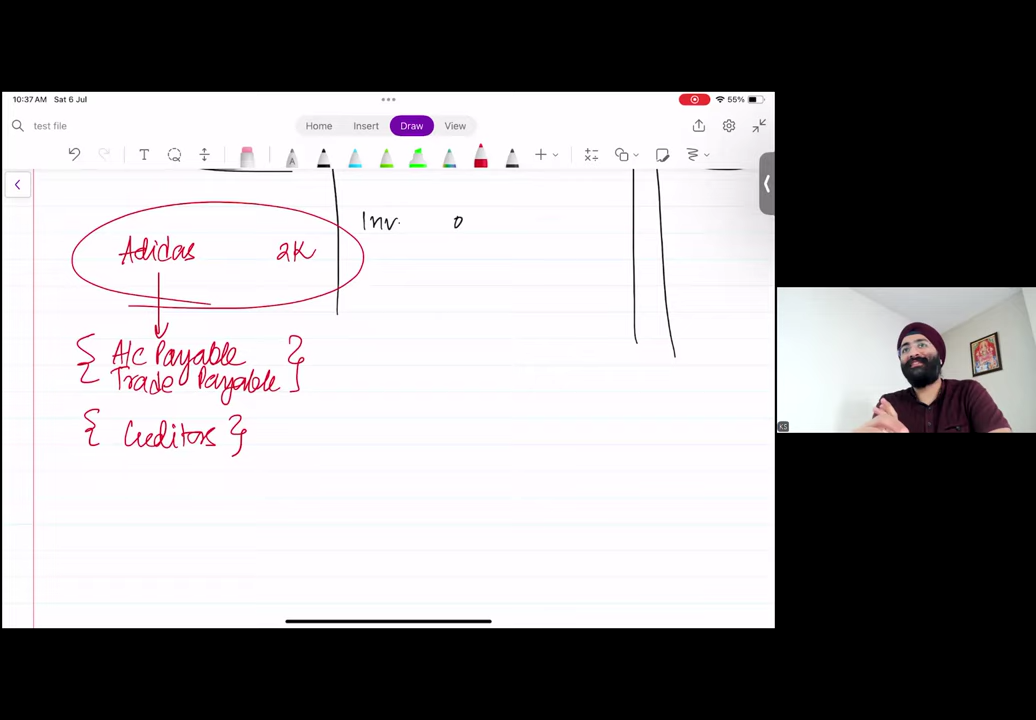 10:37 AM Sat 6 Jul
55%
test file
Home Insert Draw View
T
A
Inv. 0
Adidas 2K
{ A/c Payable }
{ Trade Payable }
{ Creditors }
KS